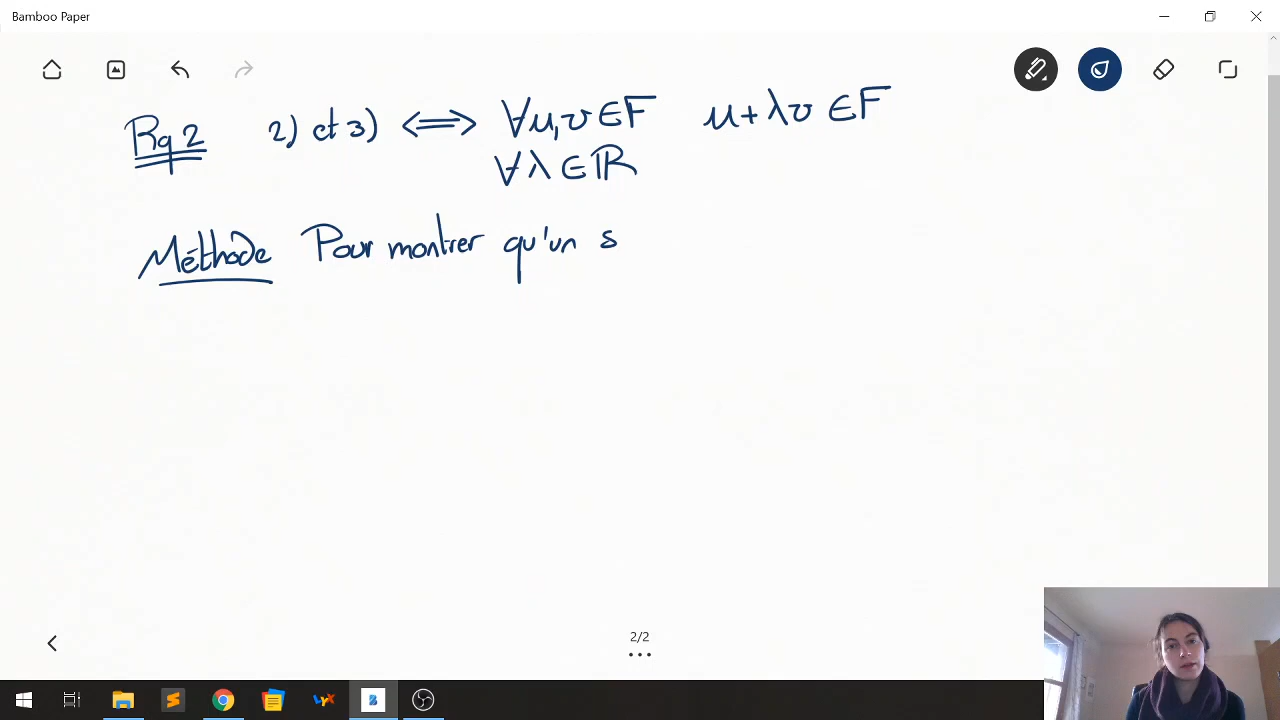 Bamboo Paper
Rq 2 2) et 3) ⟺ ∀u, v ∈ F u + λv ∈ F
∀λ ∈ ℝ
Méthode Pour montrer qu'un s
2/2